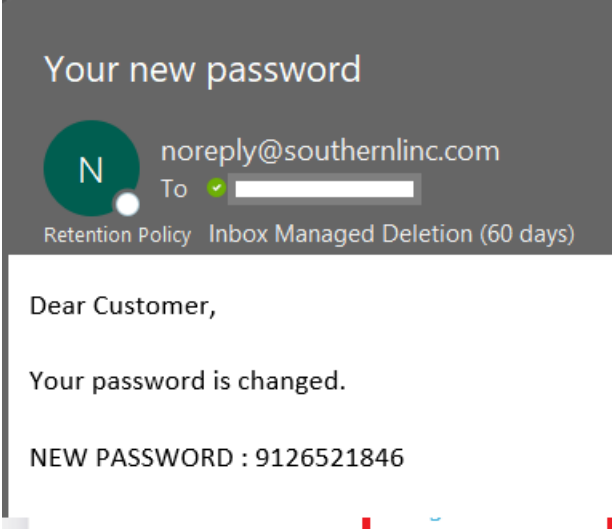 Your new password
N
noreply@southernlinc.com
To
Retention Policy Inbox Managed Deletion (60 days)
Dear Customer,
Your password is changed.
NEW PASSWORD : 9126521846